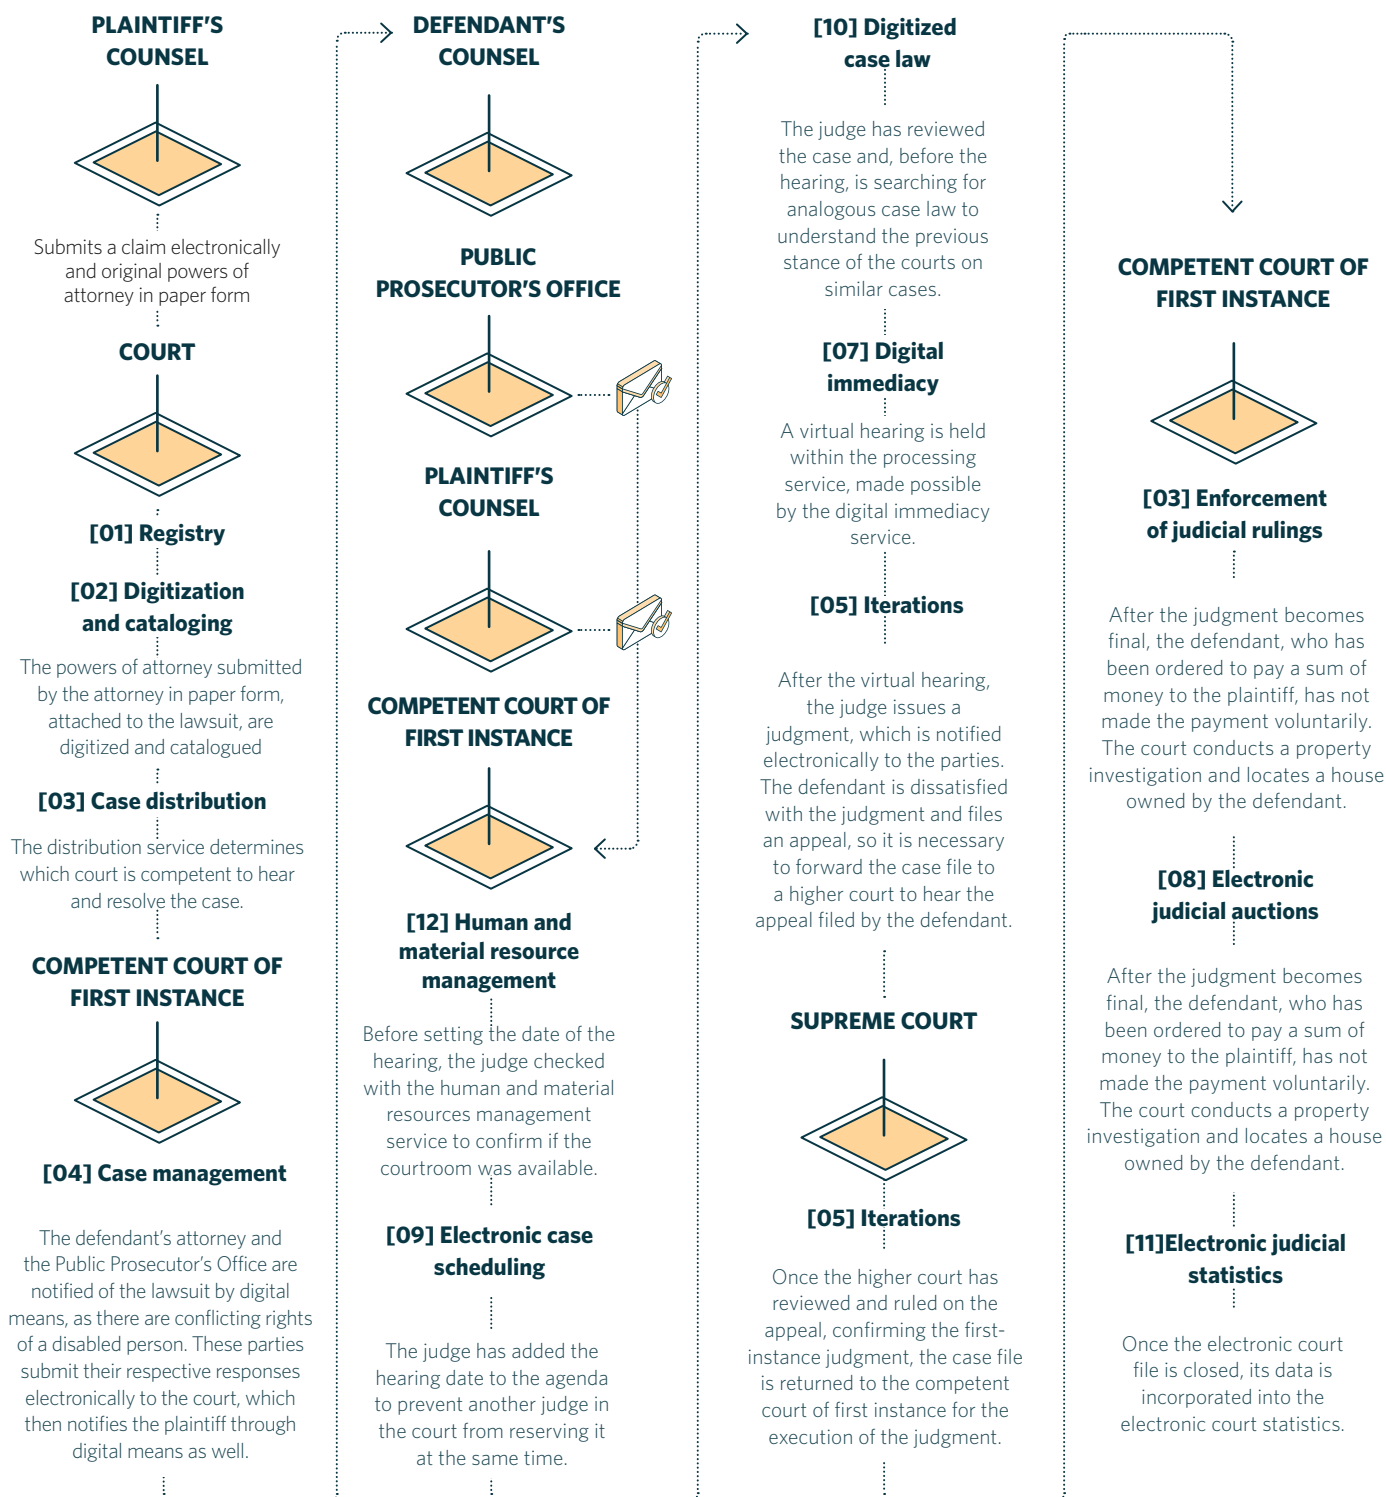 PLAINTIFF'S
COUNSEL
Submits a claim electronically
and original powers of
attorney in paper form
COURT
[01] Registry
[02] Digitization
and cataloging
The powers of attorney submitted
by the attorney in paper form,
attached to the lawsuit, are
digitized and catalogued
[03] Case distribution
The distribution service determines
which court is competent to hear
and resolve the case.
COMPETENT COURT OF
FIRST INSTANCE
[04] Case management
The defendant's attorney and
the Public Prosecutor's Office are
notified of the lawsuit by digital
means, as there are conflicting rights
of a disabled person. These parties
submit their respective responses
electronically to the court, which
then notifies the plaintiff through
digital means as well.
DEFENDANT'S
COUNSEL
PUBLIC
PROSECUTOR'S OFFICE
PLAINTIFF'S
COUNSEL
COMPETENT COURT OF
FIRST INSTANCE
[12] Human and
material resource
management
Before setting the date of the
hearing, the judge checked
with the human and material
resources management
service to confirm if the
courtroom was available.
[09] Electronic case
scheduling
The judge has added the
hearing date to the agenda
to prevent another judge in
the court from reserving it
at the same time.
[10] Digitized
case law
The judge has reviewed
the case and, before the
hearing, is searching for
analogous case law to
understand the previous
stance of the courts on
similar cases.
[07] Digital
immediacy
A virtual hearing is held
within the processing
service, made possible
by the digital immediacy
service.
[05] Iterations
After the virtual hearing,
the judge issues a
judgment, which is notified
electronically to the parties.
The defendant is dissatisfied
with the judgment and files
an appeal, so it is necessary
to forward the case file to
a higher court to hear the
appeal filed by the defendant.
SUPREME COURT
[05] Iterations
Once the higher court has
reviewed and ruled on the
appeal, confirming the first-
instance judgment, the case file
is returned to the competent
court of first instance for the
execution of the judgment.
COMPETENT COURT OF
FIRST INSTANCE
[03] Enforcement
of judicial rulings
After the judgment becomes
final, the defendant, who has
been ordered to pay a sum of
money to the plaintiff, has not
made the payment voluntarily.
The court conducts a property
investigation and locates a house
owned by the defendant.
[08] Electronic
judicial auctions
After the judgment becomes
final, the defendant, who has
been ordered to pay a sum of
money to the plaintiff, has not
made the payment voluntarily.
The court conducts a property
investigation and locates a house
owned by the defendant.
[11]Electronic judicial
statistics
Once the electronic court
file is closed, its data is
incorporated into the
electronic court statistics.